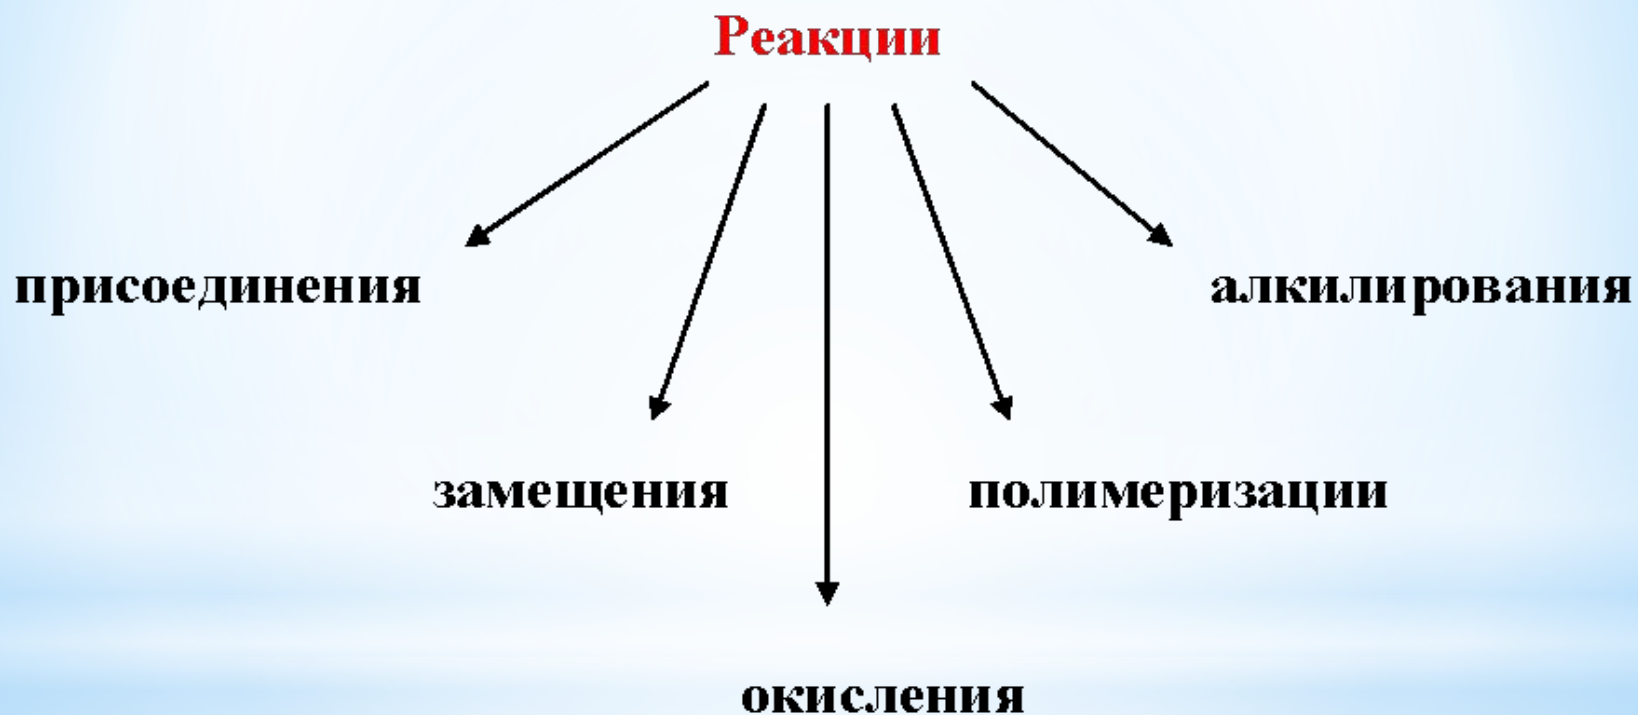 Реакции
присоединения
алкилирования
замещения
полимеризации
окисления